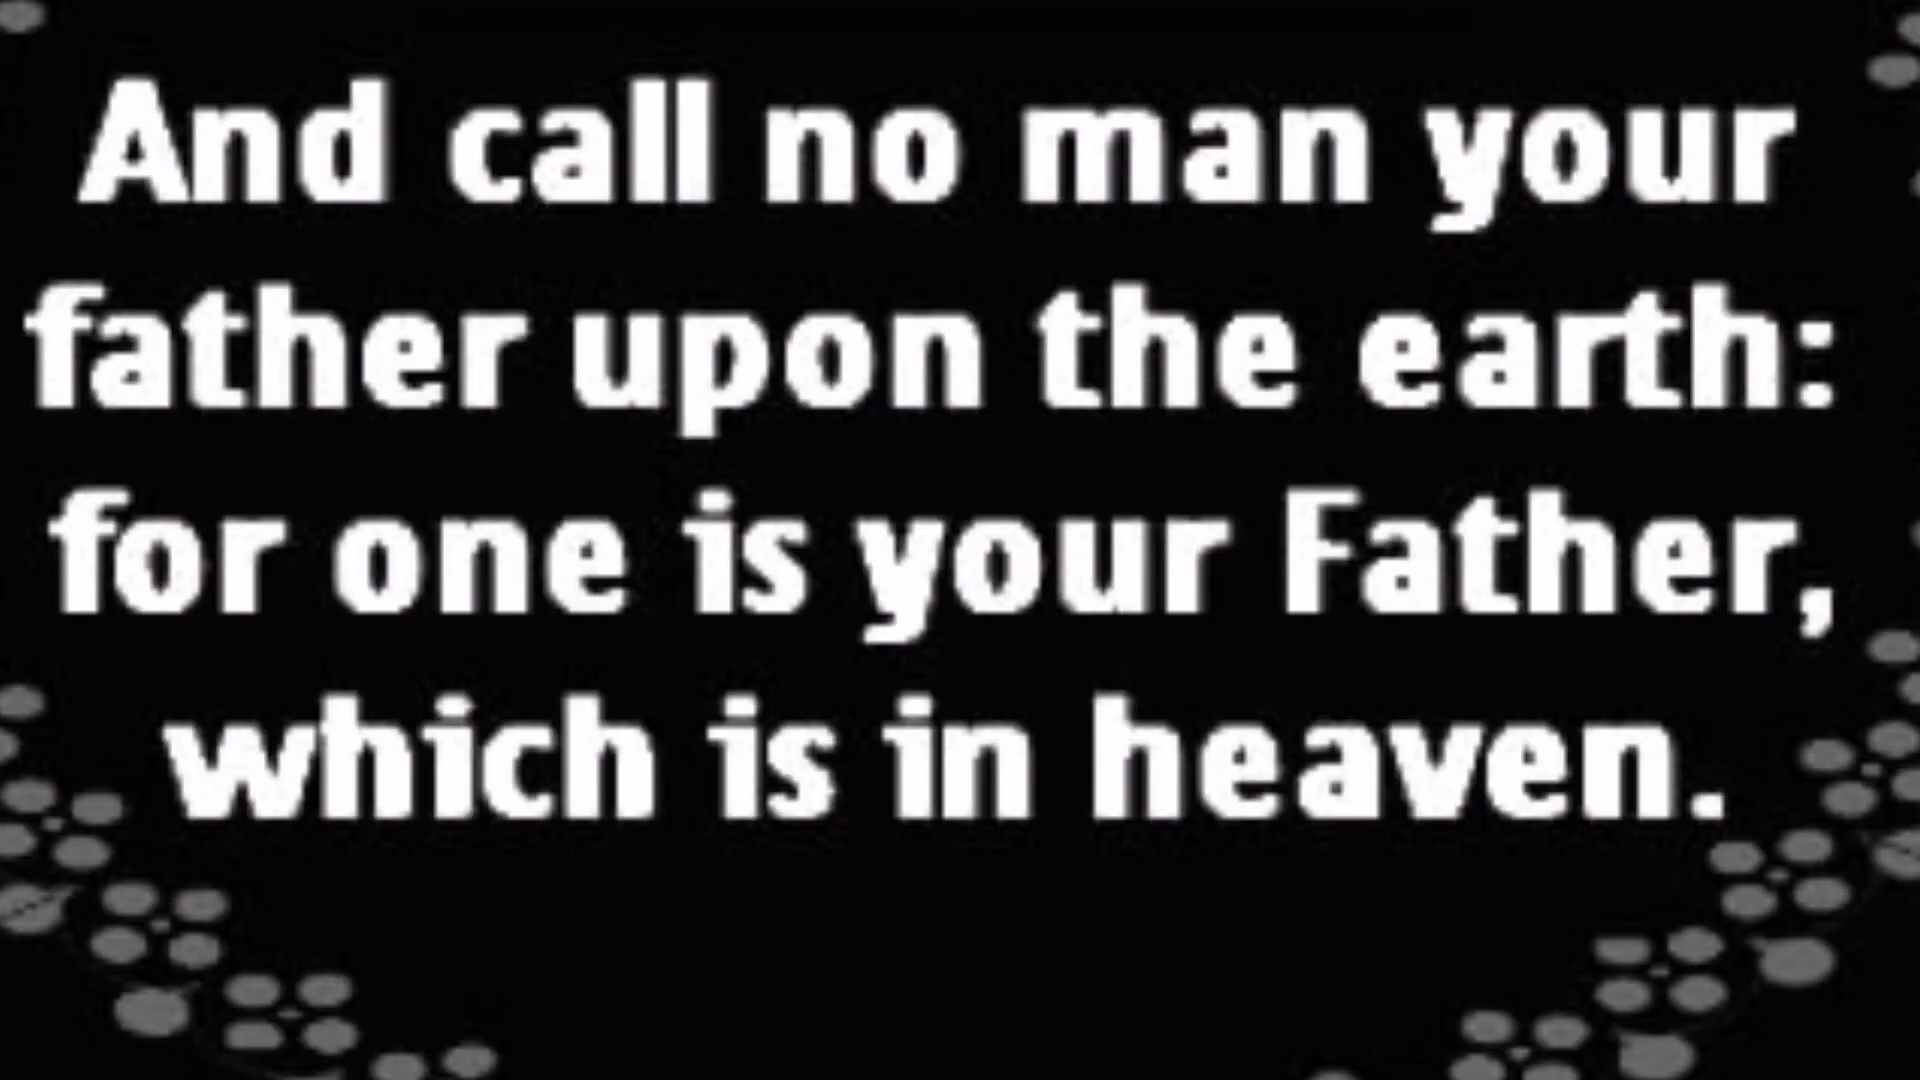 And call no man your
father upon the earth:
for one is your Father,
which is in heaven.